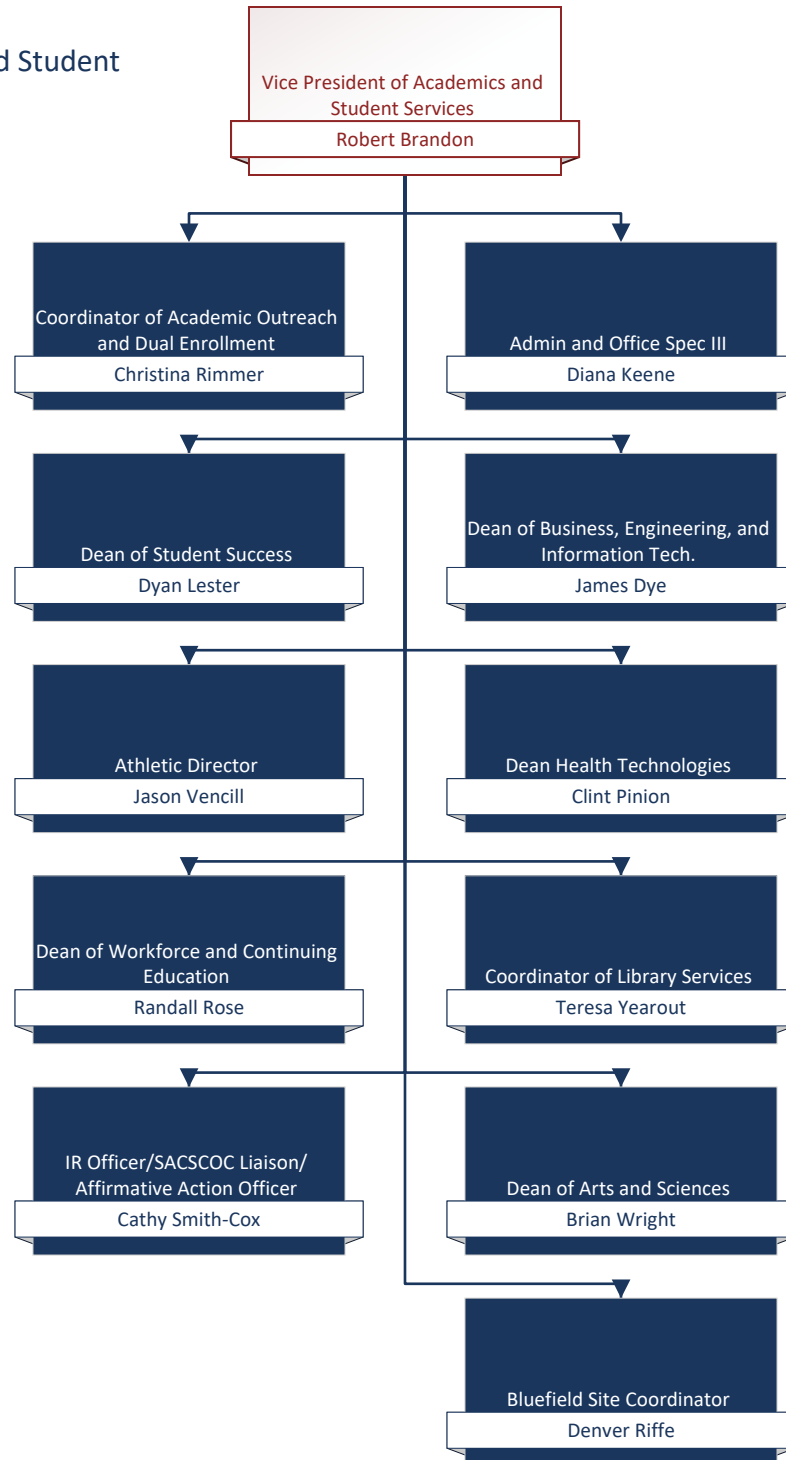 d Student
Vice President of Academics and
Student Services
Robert Brandon
Coordinator of Academic Outreach
and Dual Enrollment
Christina Rimmer
Admin and Office Spec III
Diana Keene
Dean of Student Success
Dyan Lester
Dean of Business, Engineering, and
Information Tech.
James Dye
Athletic Director
Jason Vencill
Dean Health Technologies
Clint Pinion
Dean of Workforce and Continuing
Education
Randall Rose
Coordinator of Library Services
Teresa Yearout
IR Officer/SACSCOC Liaison/
Affirmative Action Officer
Cathy Smith-Cox
Dean of Arts and Sciences
Brian Wright
Bluefield Site Coordinator
Denver Riffe